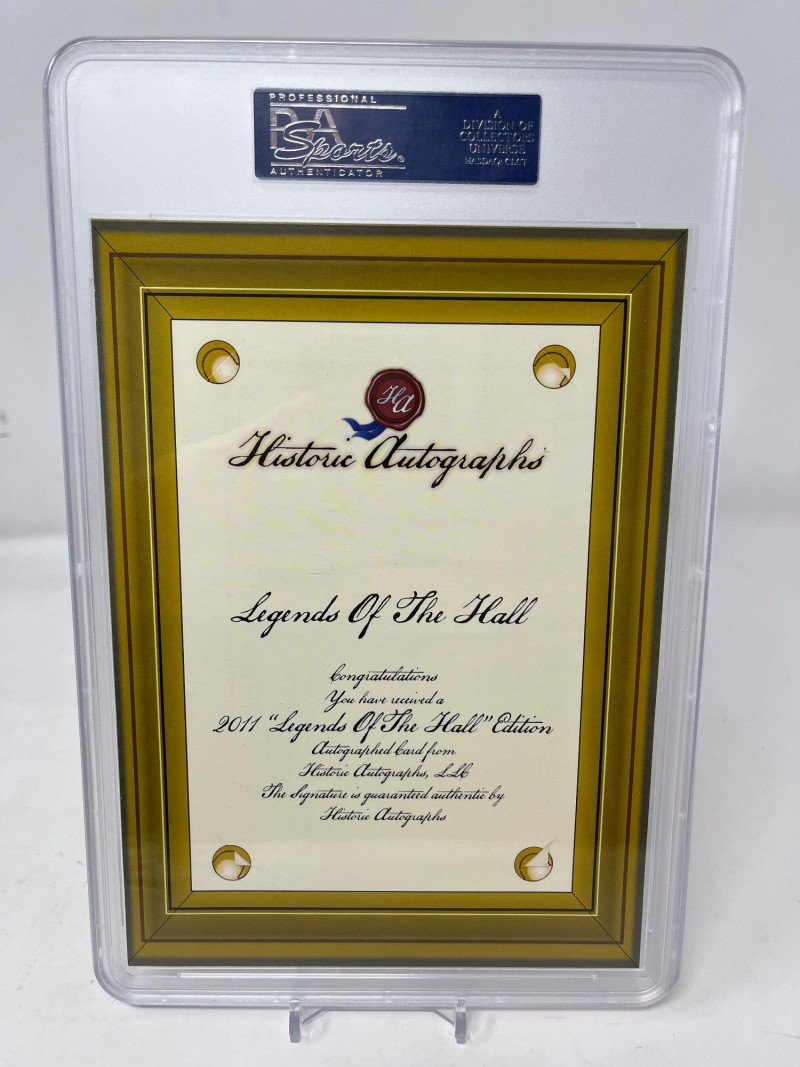 PROFESSIONAL
PSA
Sports®
AUTHENTICATOR
A
DIVISION OF
COLLECTORS
UNIVERSE
NASDAQ: CLCT
HA
Historic Autographs
Legends Of The Hall
Congratulations
You have received a
2011 "Legends Of The Hall" Edition
Autographed Card from
Historic Autographs, LLC
The Signature is guaranteed authentic by
Historic Autographs